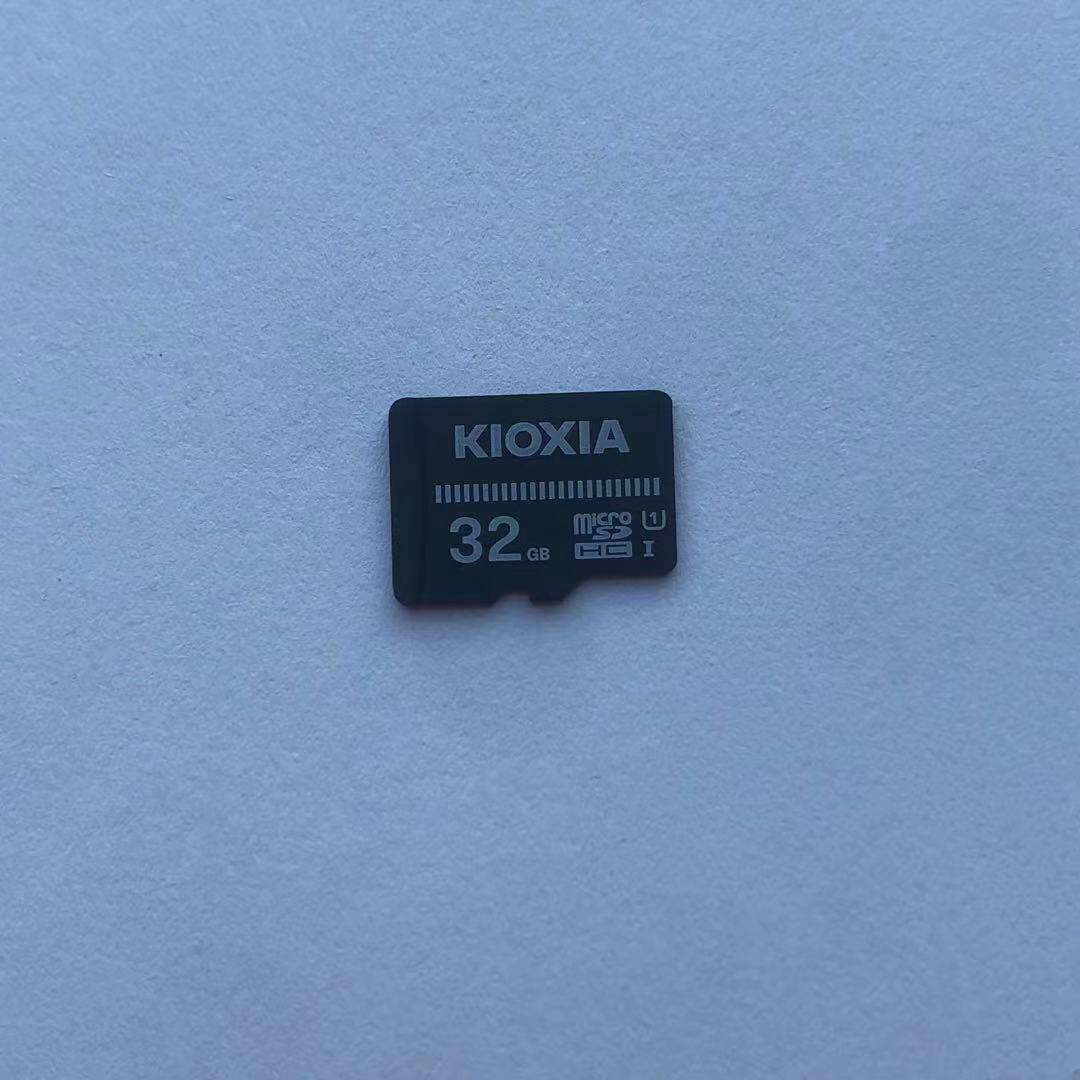 KIOXIA
32 GB
micro SD HC
U1
I